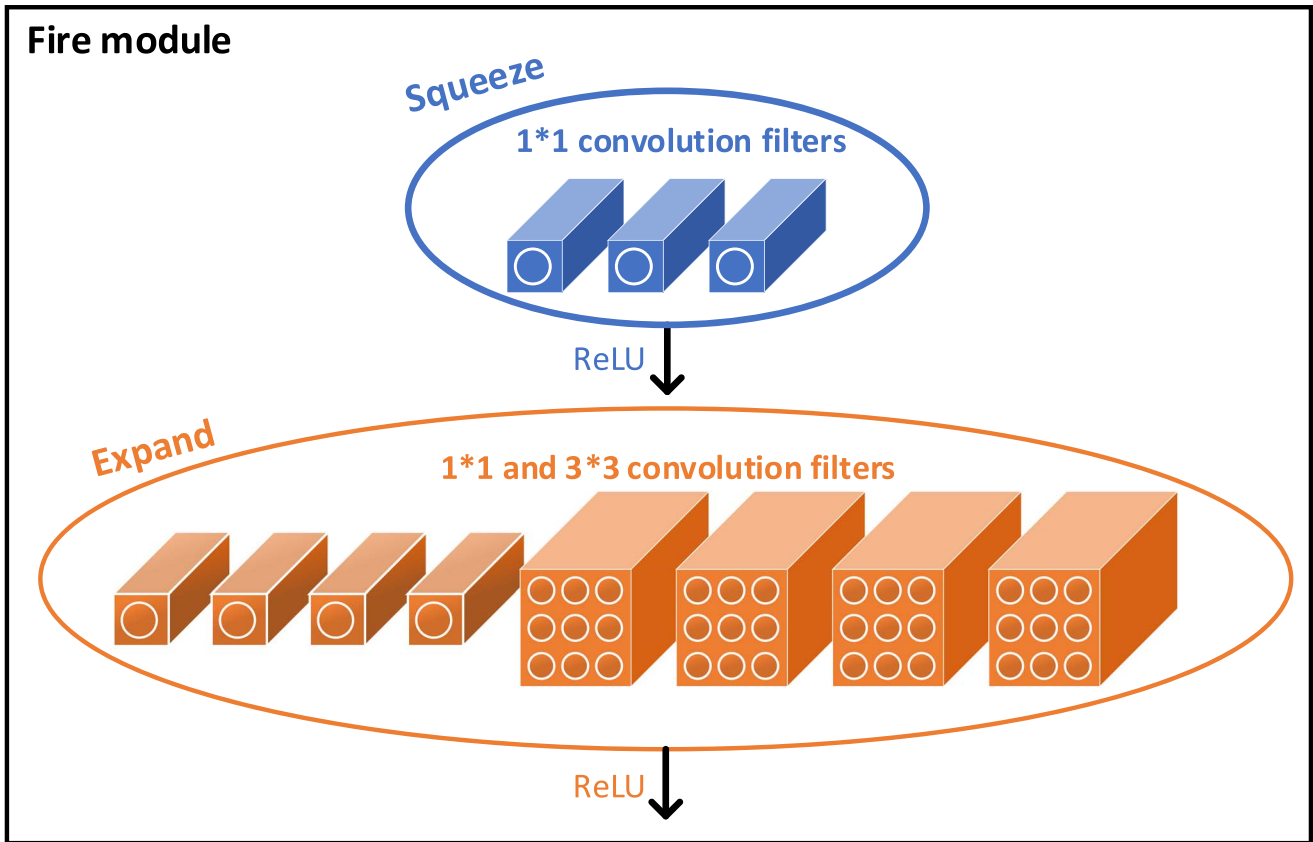 Fire module
Squeeze
1*1 convolution filters
ReLU
Expand
1*1 and 3*3 convolution filters
ReLU